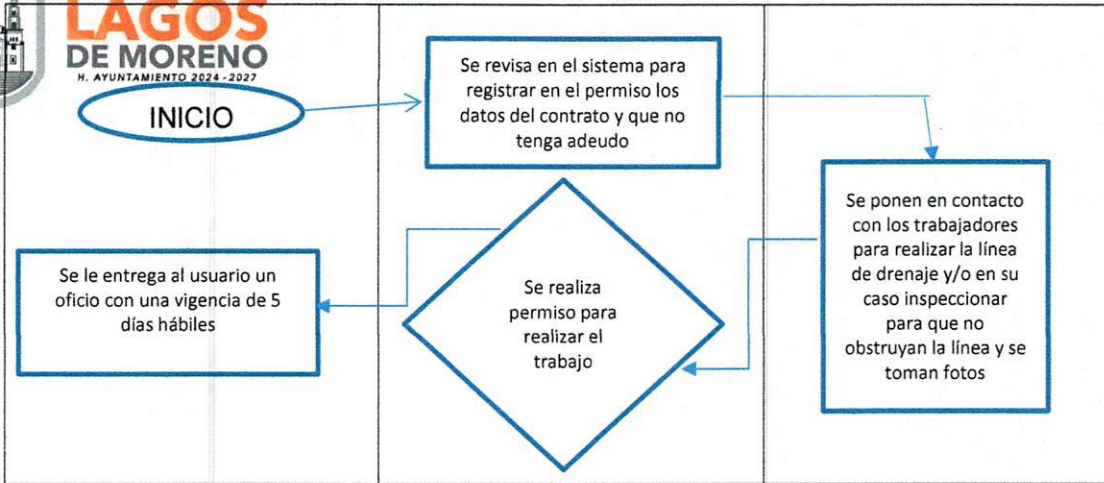 LAGOS
DE MORENO
H. AYUNTAMIENTO 2024 - 2027
INICIO
Se revisa en el sistema para
registrar en el permiso los
datos del contrato y que no
tenga adeudo
Se ponen en contacto
con los trabajadores
para realizar la línea
de drenaje y/o en su
caso inspeccionar
para que no
obstruyan la línea y se
toman fotos
Se realiza
permiso para
realizar el
trabajo
Se le entrega al usuario un
oficio con una vigencia de 5
días hábiles